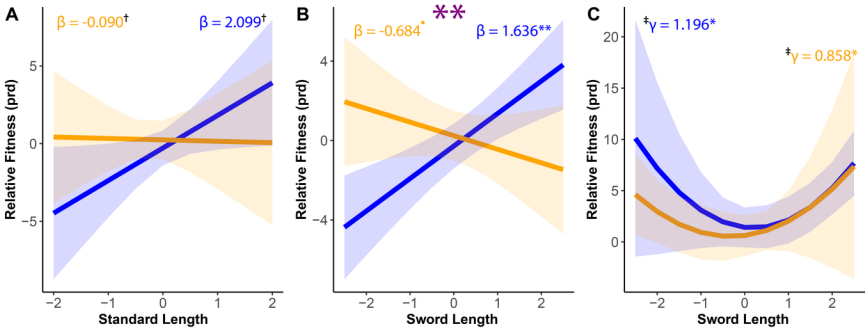 A
β = -0.090†
β = 2.099†
Relative Fitness (prd)
5
0
−5
−2
−1
0
1
2
Standard Length
B
**
β = -0.684•
β = 1.636**
Relative Fitness (prd)
4
0
−4
−2
−1
0
1
2
Sword Length
C
‡γ = 1.196*
‡γ = 0.858*
Relative Fitness (prd)
20
15
10
5
0
−2
−1
0
1
2
Sword Length